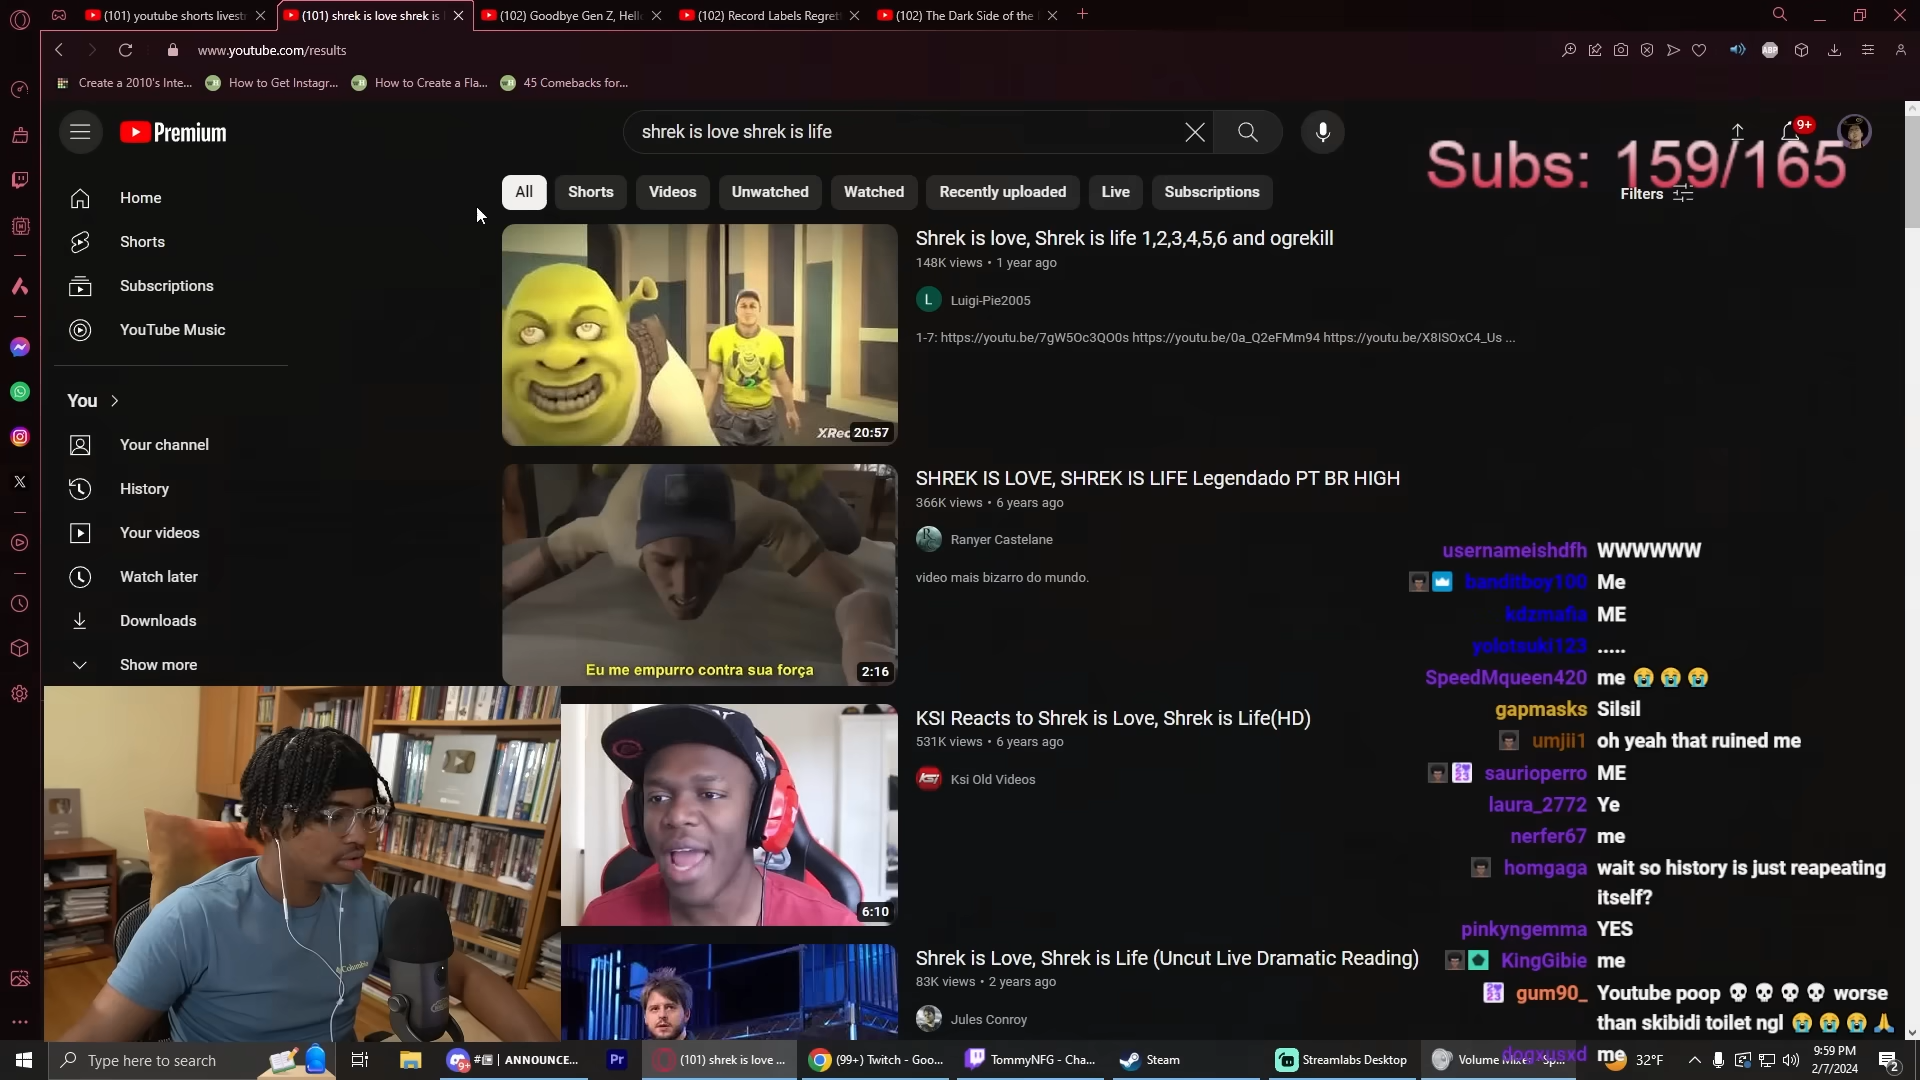 (101) youtube shorts livest
(101) shrek is love shrek is
(102) Goodbye Gen Z, Hell
(102) Record Labels Regret
(102) The Dark Side of the
www.youtube.com/results
ABP
Create a 2010's Inte...
How to Get Instagr...
How to Create a Fla...
45 Comebacks for...
Premium
shrek is love shrek is life
9+
Subs: 159/165
Home
Shorts
Subscriptions
YouTube Music
You
Your channel
History
Your videos
Watch later
Downloads
Show more
All
Shorts
Videos
Unwatched
Watched
Recently uploaded
Live
Subscriptions
Filters
20:57
Shrek is love, Shrek is life 1,2,3,4,5,6 and ogrekill
148K views • 1 year ago
L
Luigi-Pie2005
1-7: https://youtu.be/7gW5Oc3QO0s https://youtu.be/0a_Q2eFMm94 https://youtu.be/X8ISOxC4_Us ...
Eu me empurro contra sua força
2:16
SHREK IS LOVE, SHREK IS LIFE Legendado PT BR HIGH
366K views • 6 years ago
Ranyer Castelane
video mais bizarro do mundo.
6:10
KSI Reacts to Shrek is Love, Shrek is Life(HD)
531K views • 6 years ago
KSI
Ksi Old Videos
Shrek is Love, Shrek is Life (Uncut Live Dramatic Reading)
83K views • 2 years ago
Jules Conroy
Columbia
usernameishdfh WWWWWW
banditboy100 Me
kdzmafia ME
yolotsuki123 .....
SpeedMqueen420 me 😭😭😭
gapmasks Silsil
umjii1 oh yeah that ruined me
saurioperro ME
laura_2772 Ye
nerfer67 me
homgaga wait so history is just reapeating
itself?
pinkyngemma YES
KingGibie me
gum90_ Youtube poop 💀💀💀💀 worse
than skibidi toilet ngl 😭😭😭🙏
dogxusxd me
Type here to search
9+
# | ANNOUNCE...
Pr
(101) shrek is love ...
(99+) Twitch - Goo...
TommyNFG - Cha...
Steam
Streamlabs Desktop
32°F
9:59 PM
2/7/2024
2